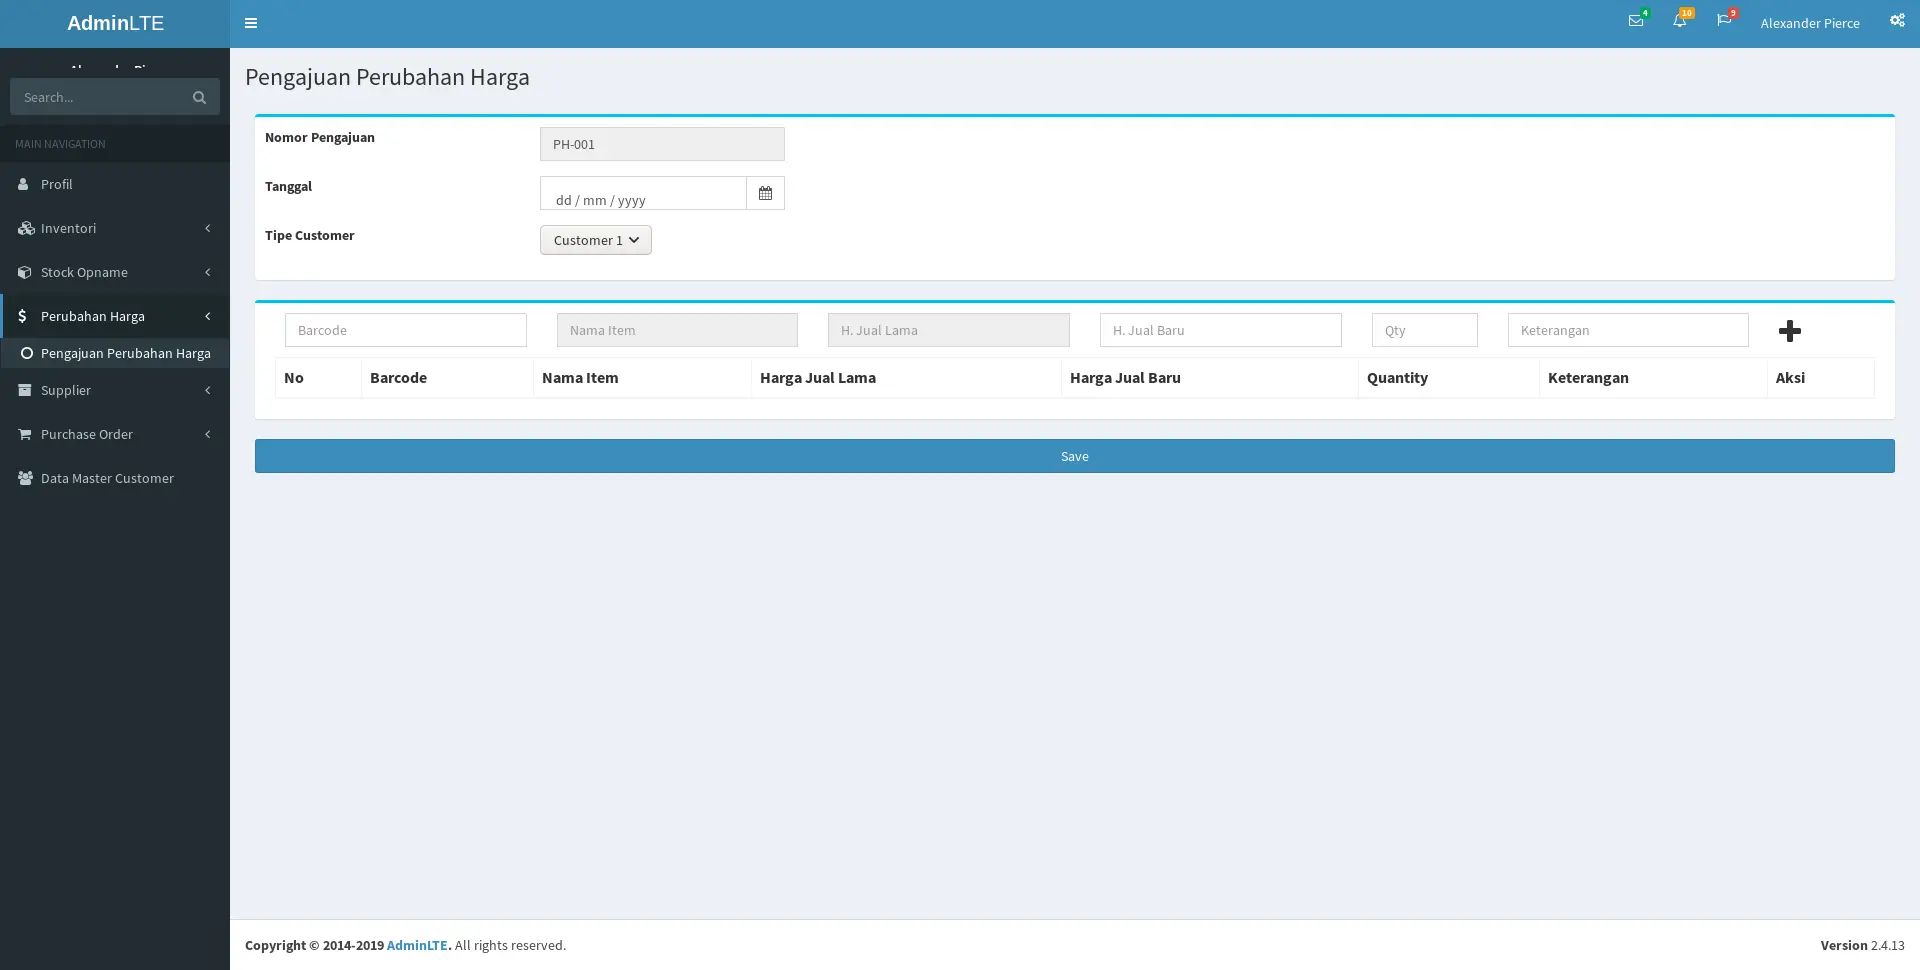 AdminLTE
4
10
9
Alexander Pierce
Search...
MAIN NAVIGATION
Profil
Inventori
Stock Opname
Perubahan Harga
Pengajuan Perubahan Harga
Supplier
Purchase Order
Data Master Customer
Pengajuan Perubahan Harga
Nomor Pengajuan PH-001
Tanggal dd / mm / yyyy
Tipe Customer Customer 1
Barcode Nama Item H. Jual Lama H. Jual Baru Qty Keterangan
No Barcode Nama Item Harga Jual Lama Harga Jual Baru Quantity Keterangan Aksi
Save
Copyright © 2014-2019 AdminLTE. All rights reserved. Version 2.4.13